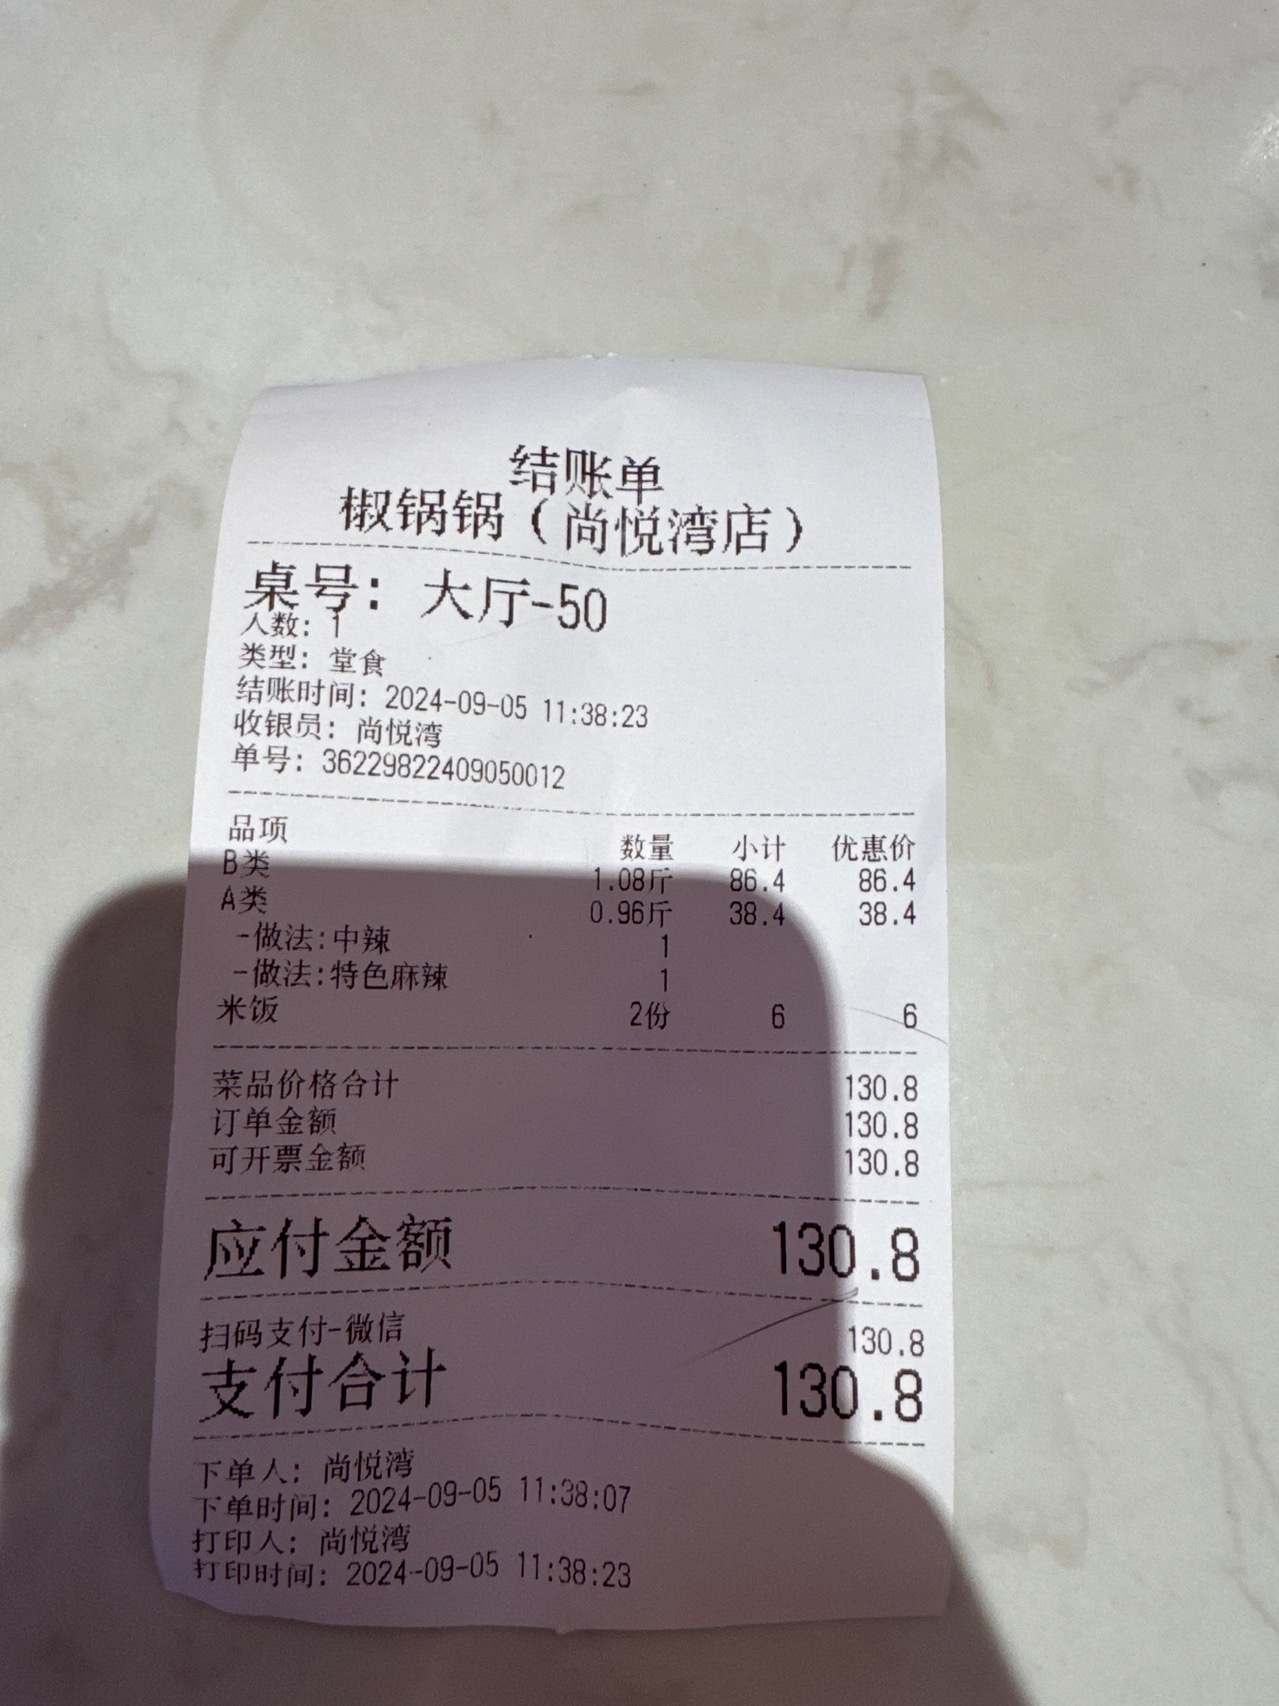 结账单
椒锅锅（尚悦湾店）
桌号：大厅-50
人数：1
类型：堂食
结账时间：2024-09-05 11:38:23
收银员：尚悦湾
单号：36229822409050012
品项 数量 小计 优惠价
B类 1.08斤 86.4 86.4
A类 0.96斤 38.4 38.4
-做法:中辣 1
-做法:特色麻辣 1
米饭 2份 6 6
菜品价格合计 130.8
订单金额 130.8
可开票金额 130.8
应付金额 130.8
扫码支付-微信 130.8
支付合计 130.8
下单人：尚悦湾
下单时间：2024-09-05 11:38:07
打印人：尚悦湾
打印时间：2024-09-05 11:38:23